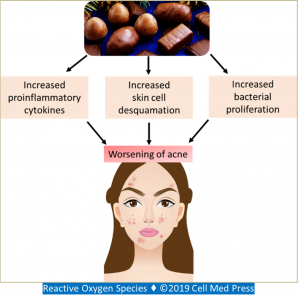 Increased
proinflammatory
cytokines
Increased
skin cell
desquamation
Increased
bacterial
proliferation
Worsening of acne
Reactive Oxygen Species ♦ ©2019 Cell Med Press